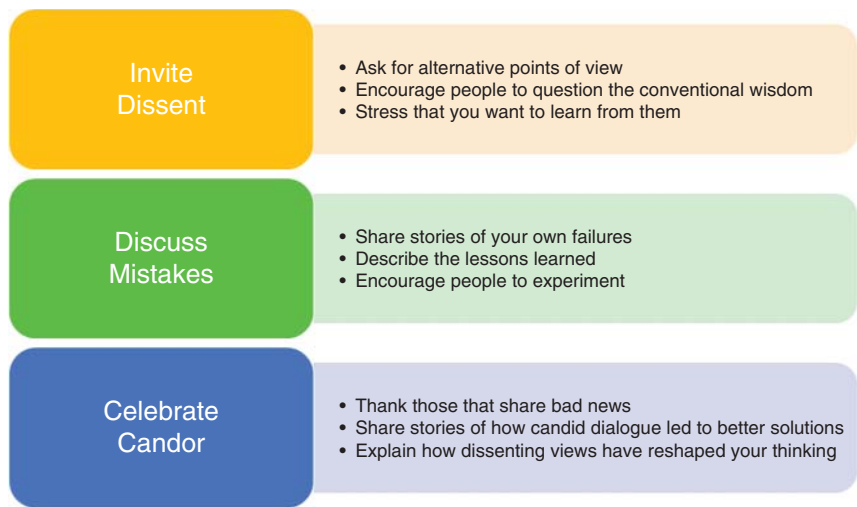 Invite
Dissent
• Ask for alternative points of view
• Encourage people to question the conventional wisdom
• Stress that you want to learn from them
Discuss
Mistakes
• Share stories of your own failures
• Describe the lessons learned
• Encourage people to experiment
Celebrate
Candor
• Thank those that share bad news
• Share stories of how candid dialogue led to better solutions
• Explain how dissenting views have reshaped your thinking